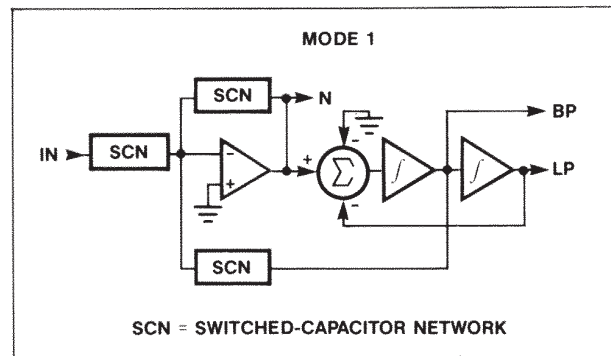 MODE 1
SCN
N
BP
IN
SCN
−
+
+
−
Σ
−
∫
∫
LP
SCN
SCN = SWITCHED-CAPACITOR NETWORK